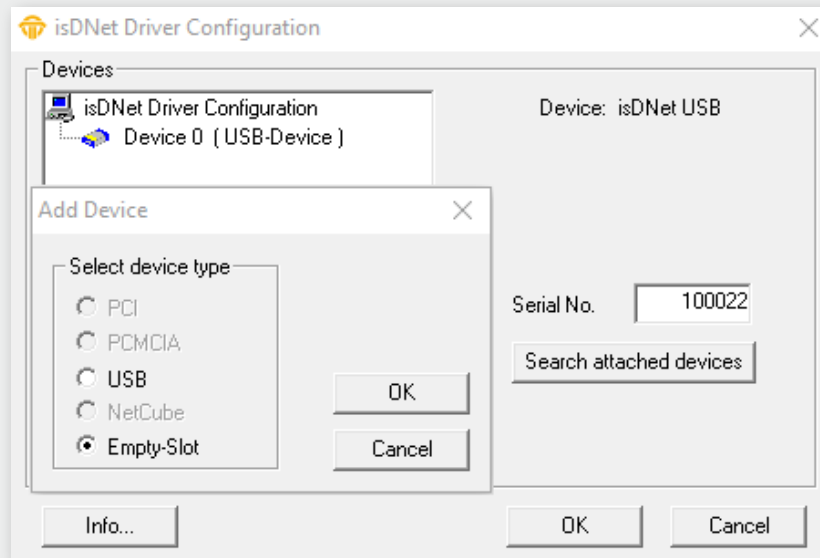 isDNet Driver Configuration
Devices
isDNet Driver Configuration
Device 0 ( USB-Device )
Device: isDNet USB
Add Device
Select device type
PCI
PCMCIA
USB
NetCube
Empty-Slot
OK
Cancel
Serial No. 100022
Search attached devices
Info...
OK
Cancel